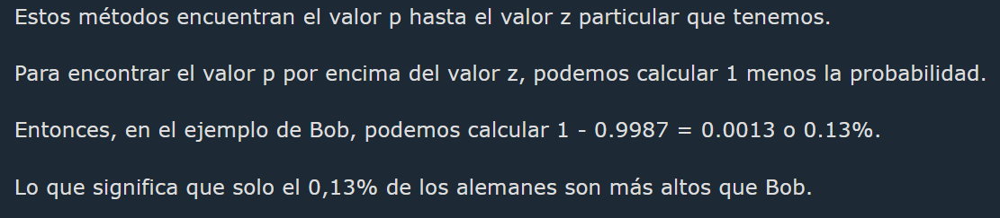 Estos métodos encuentran el valor p hasta el valor z particular que tenemos.
Para encontrar el valor p por encima del valor z, podemos calcular 1 menos la probabilidad.
Entonces, en el ejemplo de Bob, podemos calcular 1 - 0.9987 = 0.0013 o 0.13%.
Lo que significa que solo el 0,13% de los alemanes son más altos que Bob.